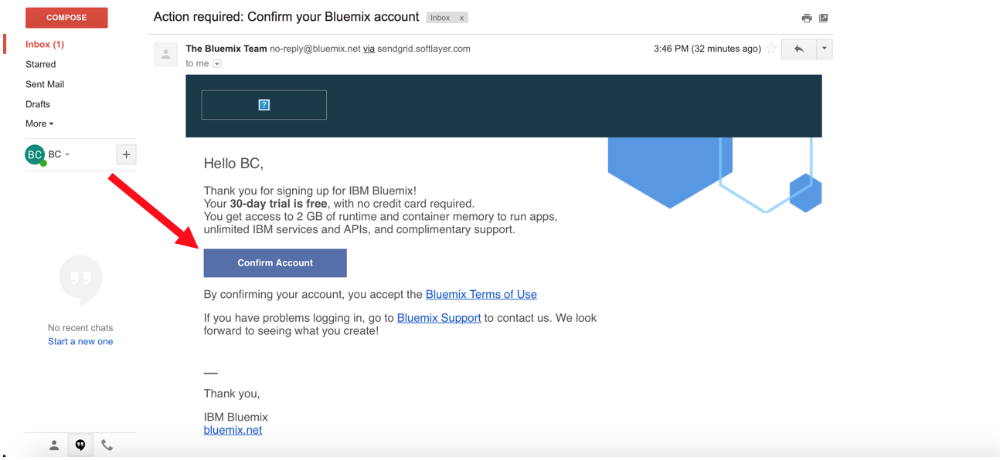 COMPOSE
Inbox (1)
Starred
Sent Mail
Drafts
More
BC BC
No recent chats
Start a new one
Action required: Confirm your Bluemix account Inbox x
The Bluemix Team no-reply@bluemix.net via sendgrid.softlayer.com 3:46 PM (32 minutes ago)
to me
?
Hello BC,
Thank you for signing up for IBM Bluemix!
Your 30-day trial is free, with no credit card required.
You get access to 2 GB of runtime and container memory to run apps,
unlimited IBM services and APIs, and complimentary support.
Confirm Account
By confirming your account, you accept the Bluemix Terms of Use
If you have problems logging in, go to Bluemix Support to contact us. We look
forward to seeing what you create!
—
Thank you,
IBM Bluemix
bluemix.net